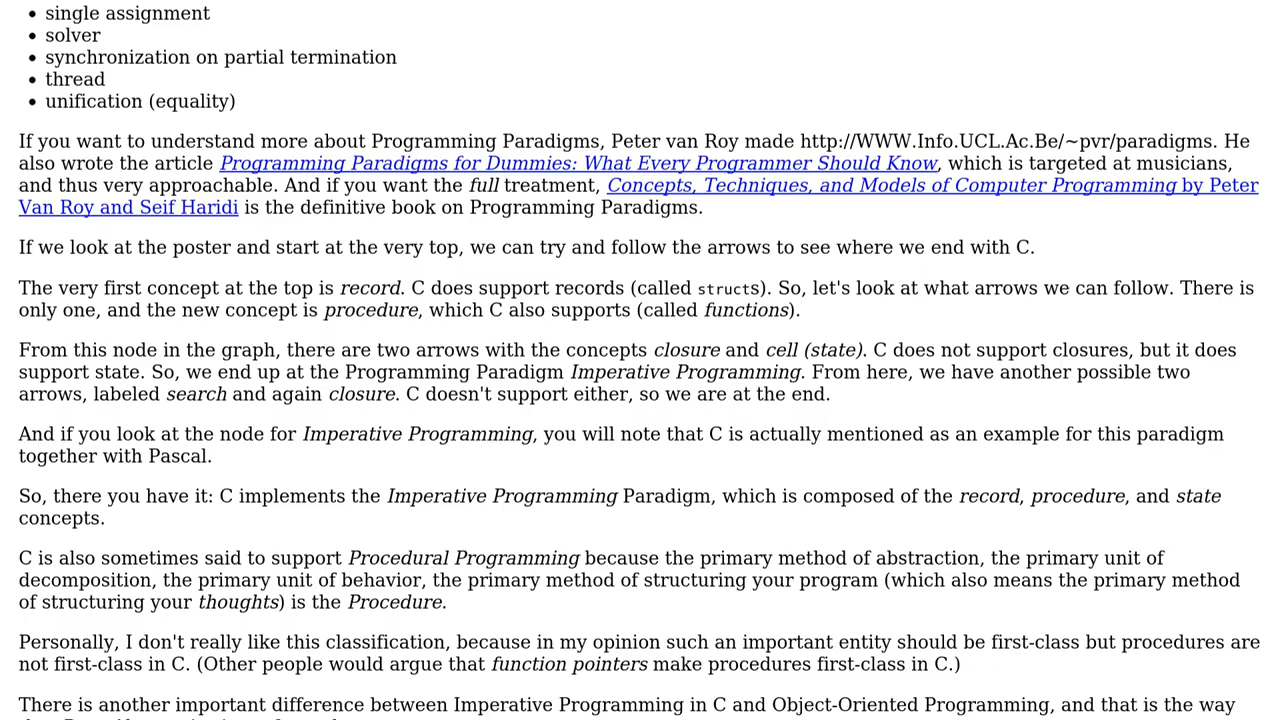 single assignment
solver
synchronization on partial termination
thread
unification (equality)
If you want to understand more about Programming Paradigms, Peter van Roy made http://WWW.Info.UCL.Ac.Be/~pvr/paradigms. He
also wrote the article Programming Paradigms for Dummies: What Every Programmer Should Know, which is targeted at musicians,
and thus very approachable. And if you want the full treatment, Concepts, Techniques, and Models of Computer Programming by Peter
Van Roy and Seif Haridi is the definitive book on Programming Paradigms.
If we look at the poster and start at the very top, we can try and follow the arrows to see where we end with C.
The very first concept at the top is record. C does support records (called structs). So, let's look at what arrows we can follow. There is
only one, and the new concept is procedure, which C also supports (called functions).
From this node in the graph, there are two arrows with the concepts closure and cell (state). C does not support closures, but it does
support state. So, we end up at the Programming Paradigm Imperative Programming. From here, we have another possible two
arrows, labeled search and again closure. C doesn't support either, so we are at the end.
And if you look at the node for Imperative Programming, you will note that C is actually mentioned as an example for this paradigm
together with Pascal.
So, there you have it: C implements the Imperative Programming Paradigm, which is composed of the record, procedure, and state
concepts.
C is also sometimes said to support Procedural Programming because the primary method of abstraction, the primary unit of
decomposition, the primary unit of behavior, the primary method of structuring your program (which also means the primary method
of structuring your thoughts) is the Procedure.
Personally, I don't really like this classification, because in my opinion such an important entity should be first-class but procedures are
not first-class in C. (Other people would argue that function pointers make procedures first-class in C.)
There is another important difference between Imperative Programming in C and Object-Oriented Programming, and that is the way